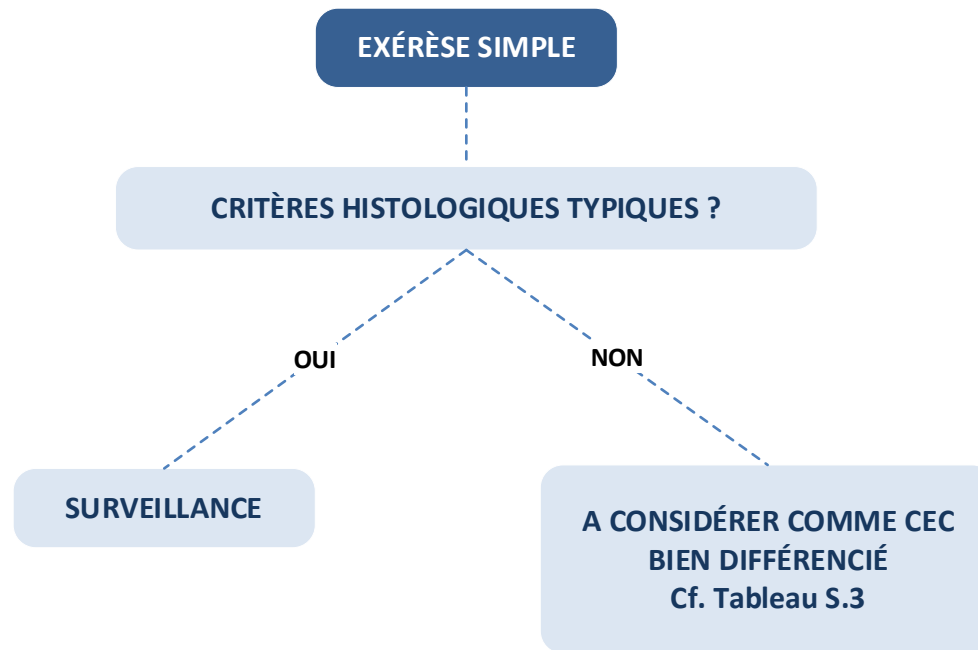 EXÉRÈSE SIMPLE
CRITÈRES HISTOLOGIQUES TYPIQUES ?
OUI
NON
SURVEILLANCE
A CONSIDÉRER COMME CEC
BIEN DIFFÉRENCIÉ
Cf. Tableau S.3